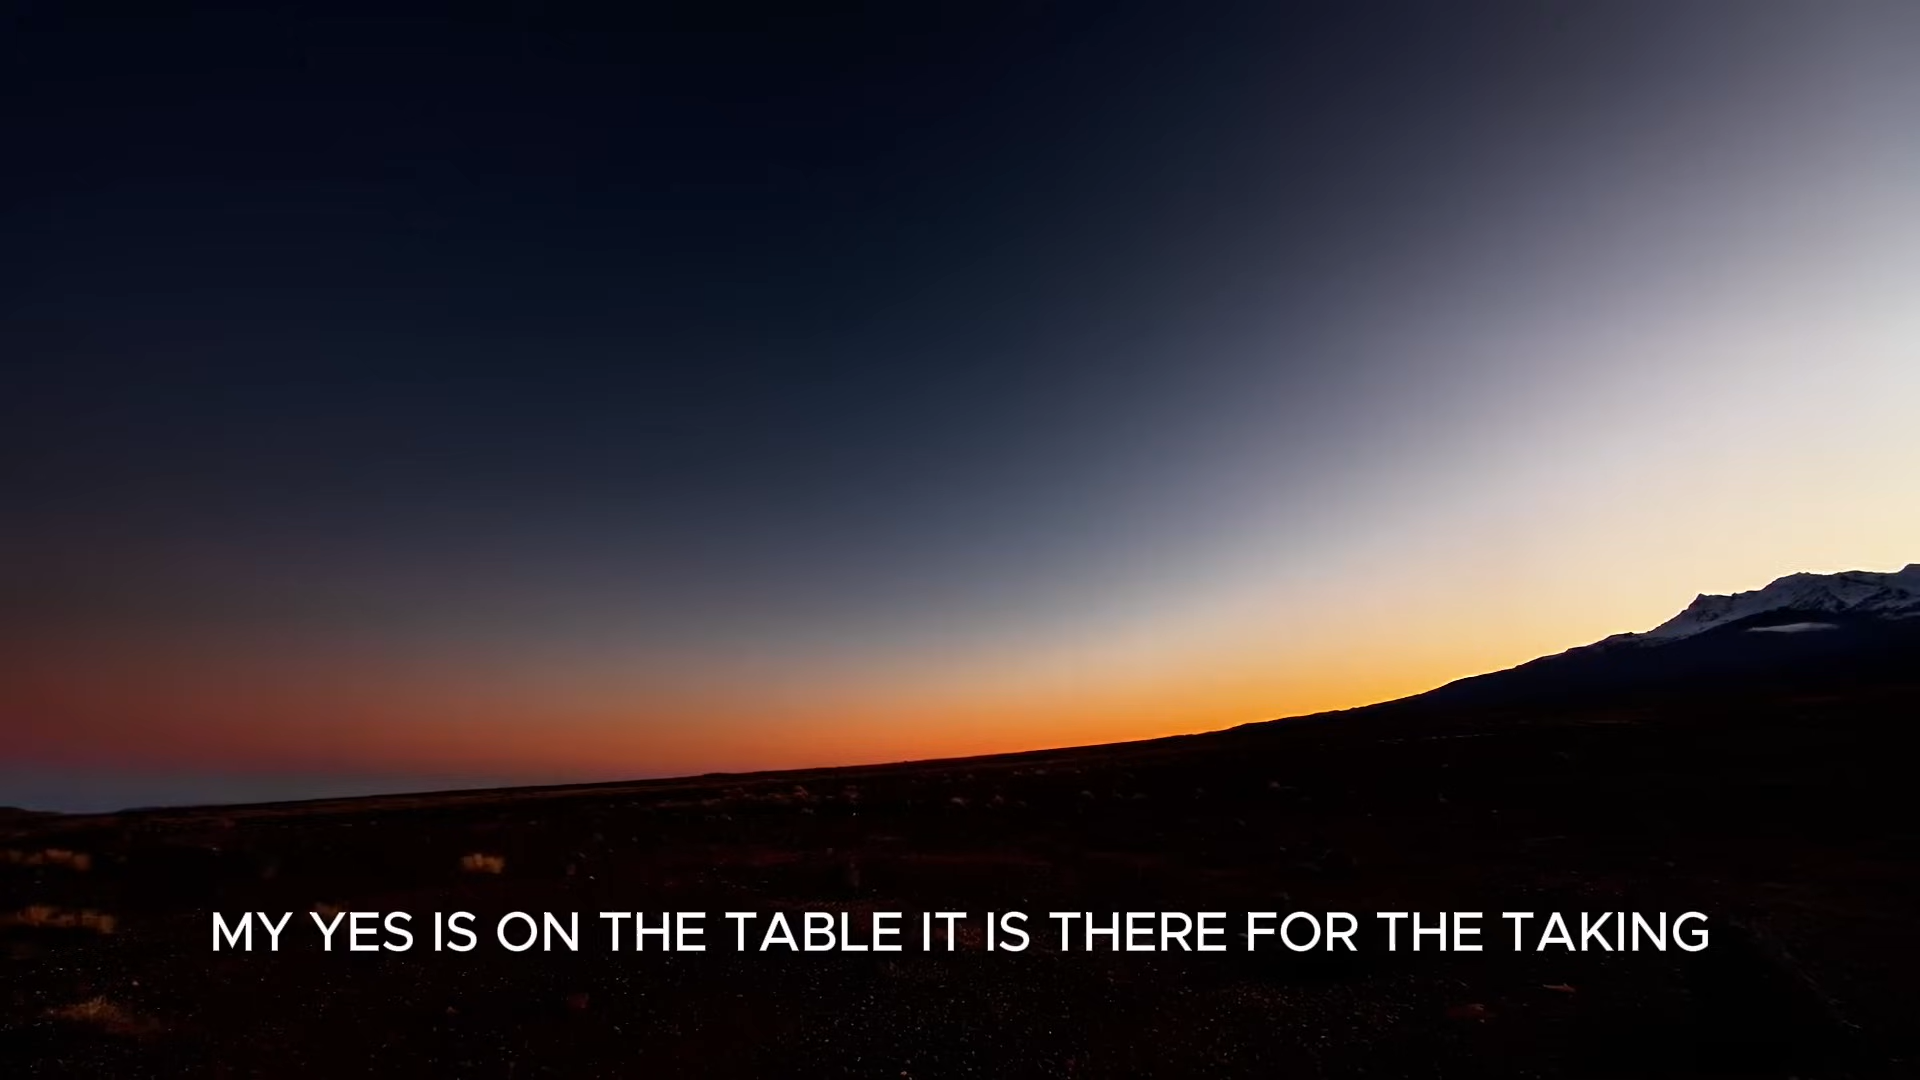 MY YES IS ON THE TABLE IT IS THERE FOR THE TAKING